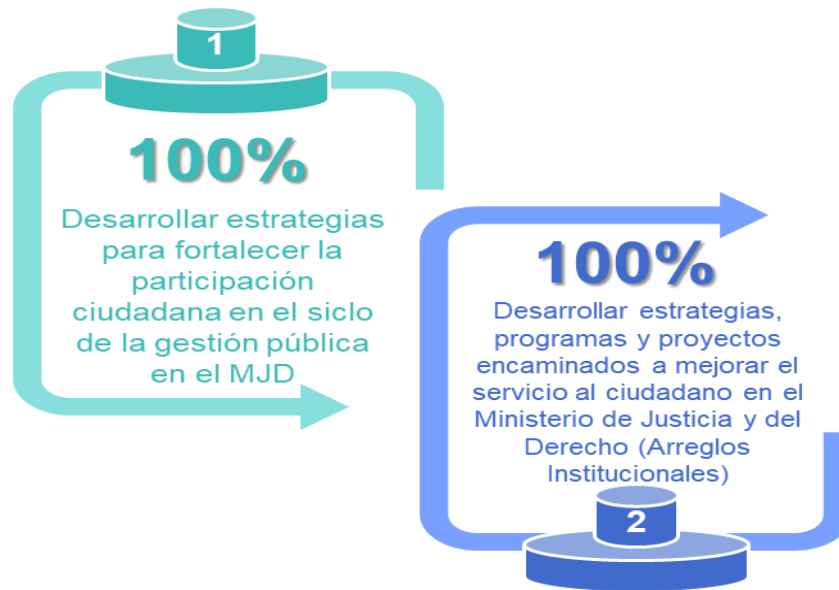 1
100%
Desarrollar estrategias
para fortalecer la
participación
ciudadana en el siclo
de la gestión pública
en el MJD
100%
Desarrollar estrategias,
programas y proyectos
encaminados a mejorar el
servicio al ciudadano en el
Ministerio de Justicia y del
Derecho (Arreglos
Institucionales)
2